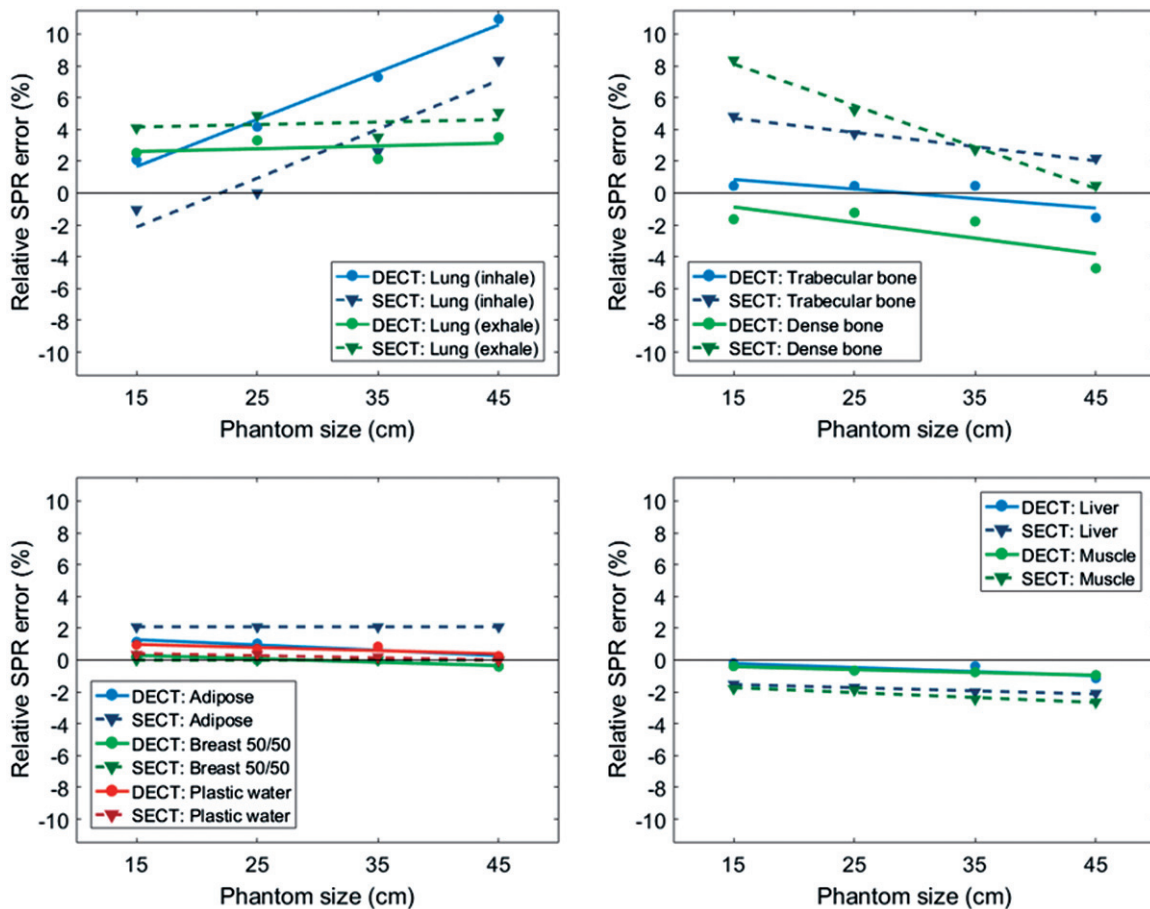 Relative SPR error (%)
10
8
6
4
2
0
-2
-4
-6
-8
-10
DECT: Lung (inhale)
SECT: Lung (inhale)
DECT: Lung (exhale)
SECT: Lung (exhale)
15 25 35 45
Phantom size (cm)
Relative SPR error (%)
10
8
6
4
2
0
-2
-4
-6
-8
-10
DECT: Trabecular bone
SECT: Trabecular bone
DECT: Dense bone
SECT: Dense bone
15 25 35 45
Phantom size (cm)
Relative SPR error (%)
10
8
6
4
2
0
-2
-4
-6
-8
-10
DECT: Adipose
SECT: Adipose
DECT: Breast 50/50
SECT: Breast 50/50
DECT: Plastic water
SECT: Plastic water
15 25 35 45
Phantom size (cm)
Relative SPR error (%)
10
8
6
4
2
0
-2
-4
-6
-8
-10
DECT: Liver
SECT: Liver
DECT: Muscle
SECT: Muscle
15 25 35 45
Phantom size (cm)